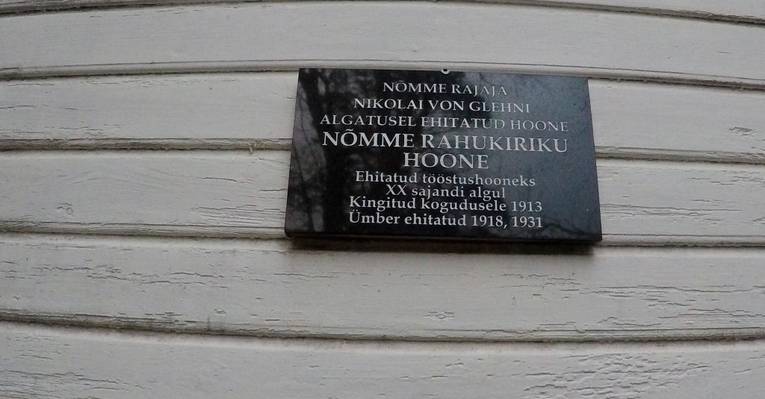 NÕMME RAJAJA
NIKOLAI VON GLEHNI
ALGATUSEL EHITATUD HOONE
NÕMME RAHUKIRIKU
HOONE
Ehitatud tööstushooneks
XX sajandi algul
Kingitud kogudusele 1913
Ümber ehitatud 1918, 1931